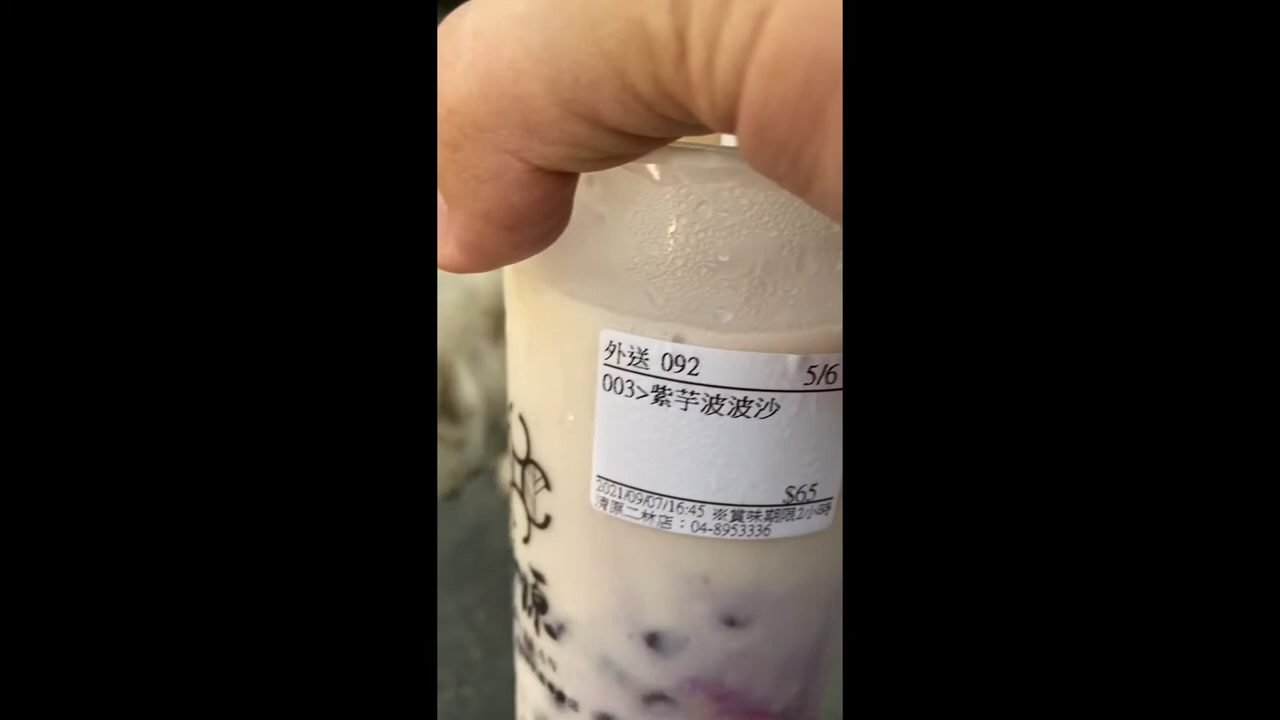 外送 092 5/6
003>紫芋波波沙
$65
2021/09/07/16:45 ※賞味期限2小時
清原二林店：04-8953336
原